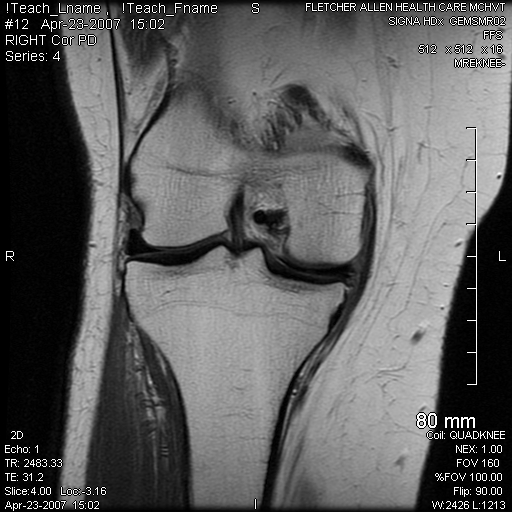 !Teach_Lname , !Teach_Fname
#12 Apr-23-2007 15:02
RIGHT Cor PD
Series: 4
S
FLETCHER ALLEN HEALTH CARE MCHVT
SIGNA HDx GEMSMR02
FFS
512 x 512 x 16
MREKNEE-
R
L
80 mm
2D
Echo: 1
TR: 2483.33
TE: 31.2
Slice:4.00 Loc:-3.16
Apr-23-2007 15:02
I
Coil: QUADKNEE
NEX: 1.00
FOV 160
%FOV 100.00
Flip: 90.00
W:2426 L:1213